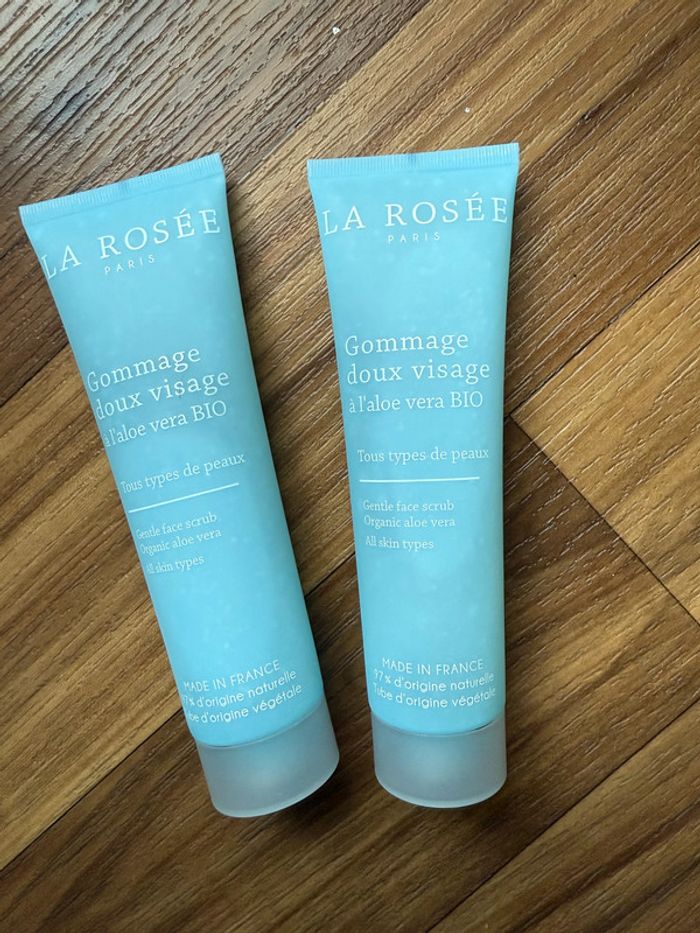 LA ROSÉE
PARIS
Gommage
doux visage
à l'aloe vera BIO
Tous types de peaux
Gentle face scrub
Organic aloe vera
All skin types
MADE IN FRANCE
97% d'origine naturelle
Tube d'origine végétale
LA ROSÉE
PARIS
Gommage
doux visage
à l'aloe vera BIO
Tous types de peaux
Gentle face scrub
Organic aloe vera
All skin types
MADE IN FRANCE
97% d'origine naturelle
Tube d'origine végétale